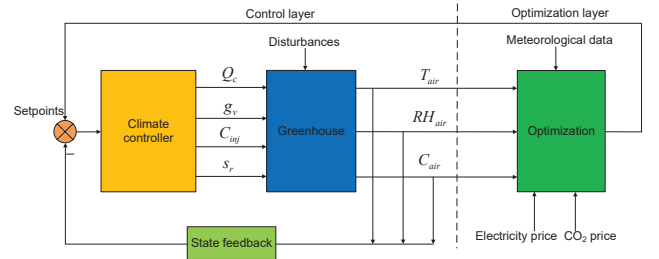 Control layer
Optimization layer
Disturbances
Meteorological data
Setpoints
Climate
controller
Q_c
g_v
C_inj
s_r
Greenhouse
T_air
RH_air
C_air
Optimization
State feedback
Electricity price
CO₂ price